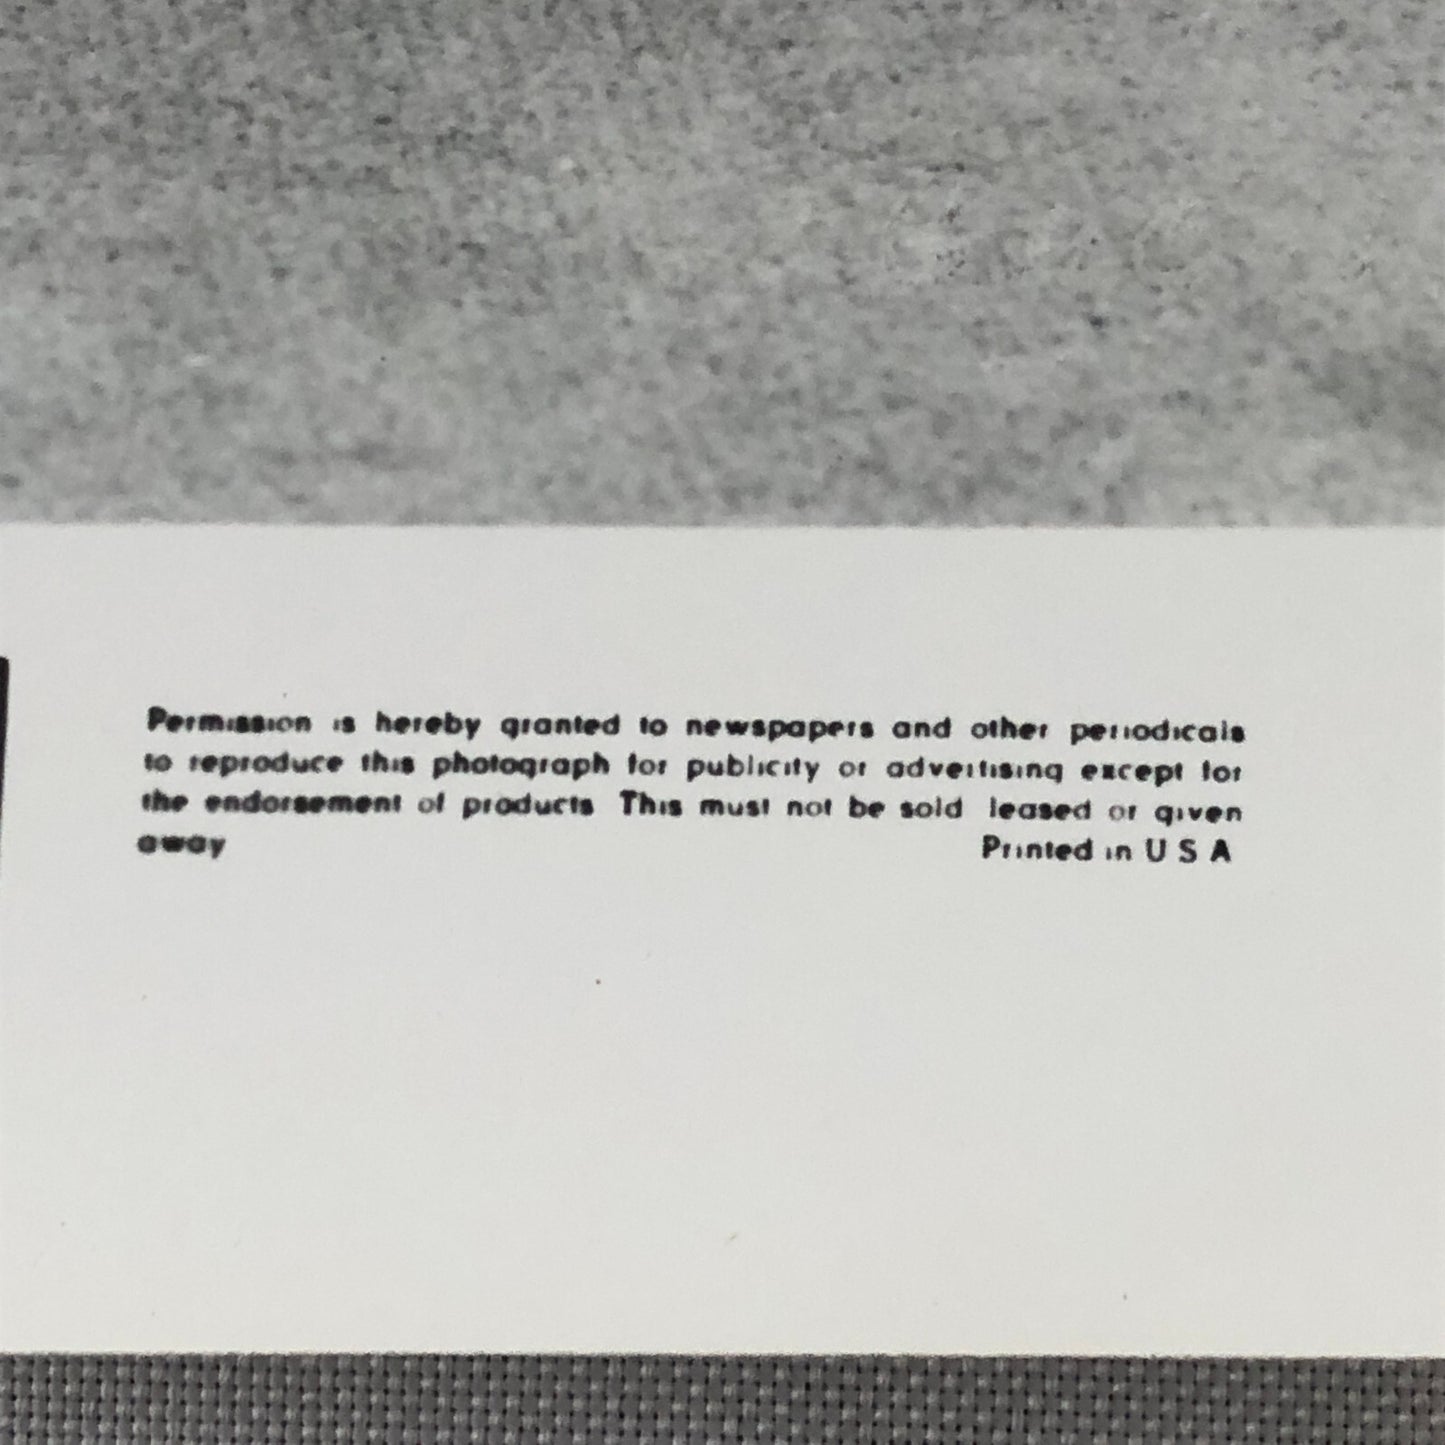 Permission is hereby granted to newspapers and other periodicals
to reproduce this photograph for publicity or advertising except for
the endorsement of products This must not be sold leased or given
away Printed in U S A